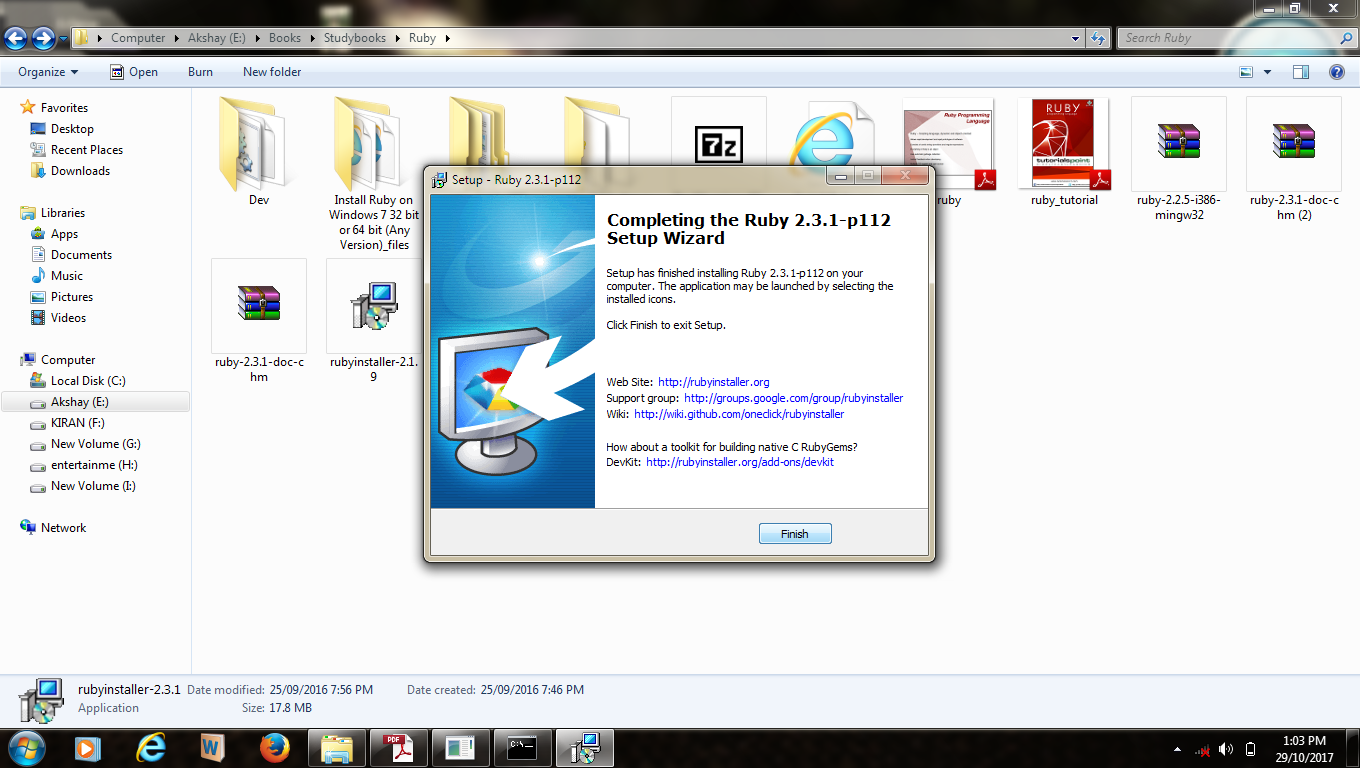 Computer
Akshay (E:)
Books
Studybooks
Ruby
Search Ruby
Organize
Open
Burn
New folder
Favorites
Desktop
Recent Places
Downloads
Libraries
Apps
Documents
Music
Pictures
Videos
Computer
Local Disk (C:)
Akshay (E:)
KIRAN (F:)
New Volume (G:)
entertainme (H:)
New Volume (I:)
Network
Dev
Install Ruby on
Windows 7 32 bit
or 64 bit (Any
Version)_files
7z
Ruby Programming
Language
ruby
RUBY
tutorialspoint
ruby_tutorial
ruby-2.2.5-i386-
mingw32
ruby-2.3.1-doc-c
hm (2)
ruby-2.3.1-doc-c
hm
rubyinstaller-2.1.
9
Setup - Ruby 2.3.1-p112
Completing the Ruby 2.3.1-p112
Setup Wizard
Setup has finished installing Ruby 2.3.1-p112 on your
computer. The application may be launched by selecting the
installed icons.
Click Finish to exit Setup.
Web Site: http://rubyinstaller.org
Support group: http://groups.google.com/group/rubyinstaller
Wiki: http://wiki.github.com/oneclick/rubyinstaller
How about a toolkit for building native C RubyGems?
DevKit: http://rubyinstaller.org/add-ons/devkit
Finish
rubyinstaller-2.3.1 Date modified: 25/09/2016 7:56 PM Date created: 25/09/2016 7:46 PM
Application Size: 17.8 MB
PDF
C:\
1:03 PM
29/10/2017